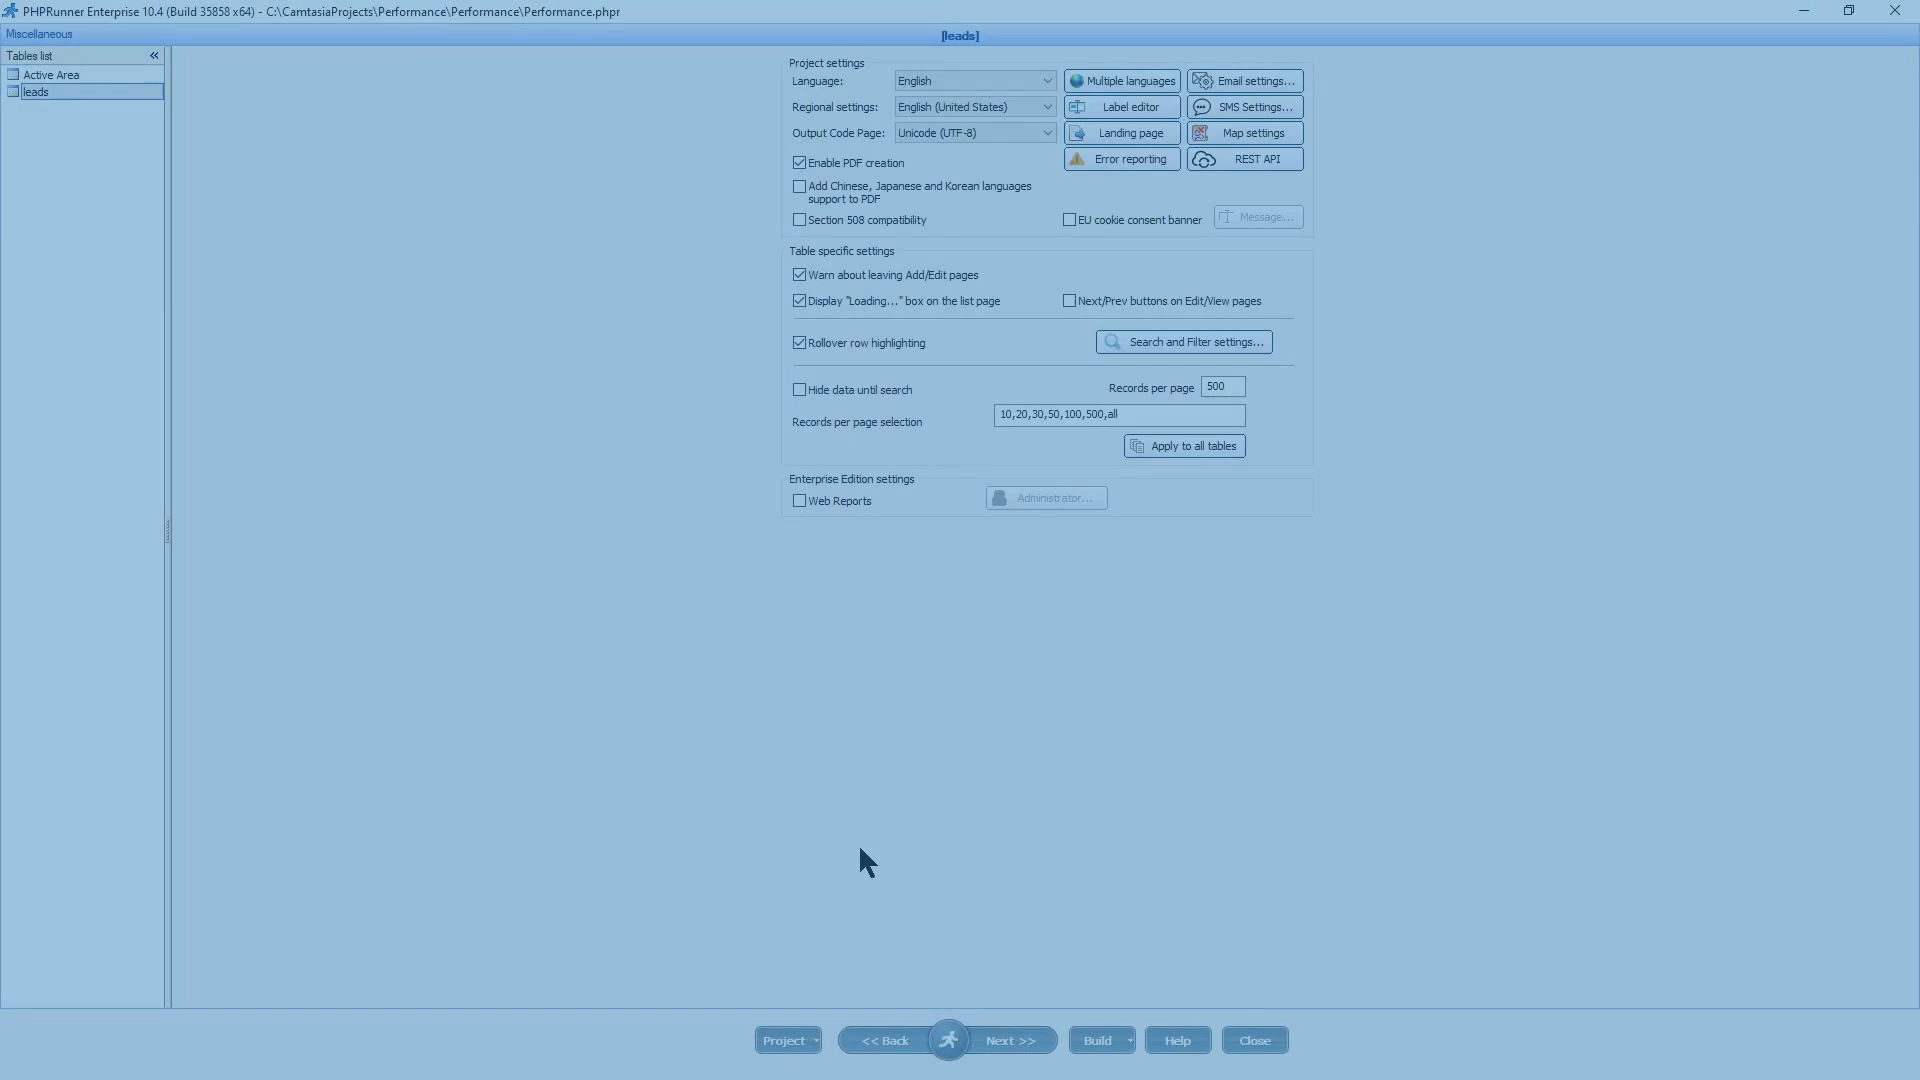 PHPRunner Enterprise 10.4 (Build 35858 x64) - C:\CamtasiaProjects\Performance\Performance\Performance.phpr
Miscellaneous
[leads]
Tables list
Active Area
leads
Project settings
Language: English Multiple languages Email settings...
Regional settings: English (United States) Label editor SMS Settings...
Output Code Page: Unicode (UTF-8) Landing page Map settings
Enable PDF creation Error reporting REST API
Add Chinese, Japanese and Korean languages
support to PDF
Section 508 compatibility EU cookie consent banner Message...
Table specific settings
Warn about leaving Add/Edit pages
Display "Loading..." box on the list page Next/Prev buttons on Edit/View pages
Rollover row highlighting Search and Filter settings...
Hide data until search Records per page 500
Records per page selection 10,20,30,50,100,500,all
Apply to all tables
Enterprise Edition settings
Web Reports Administrator...
Project << Back Next >> Build Help Close